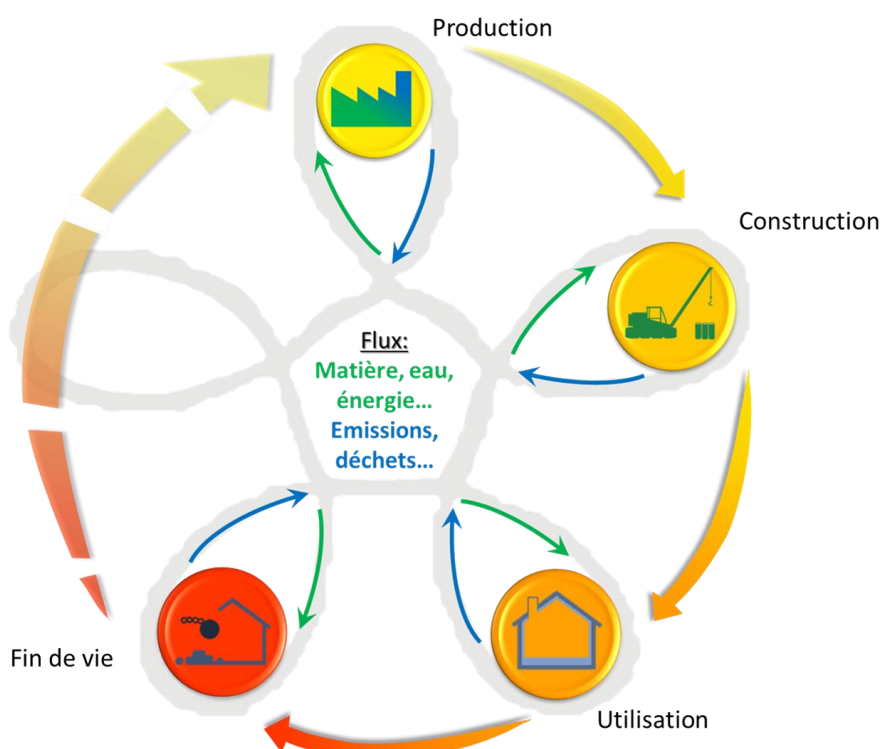 Production
Construction
Flux:
Matière, eau,
énergie...
Emissions,
déchets...
Fin de vie
Utilisation